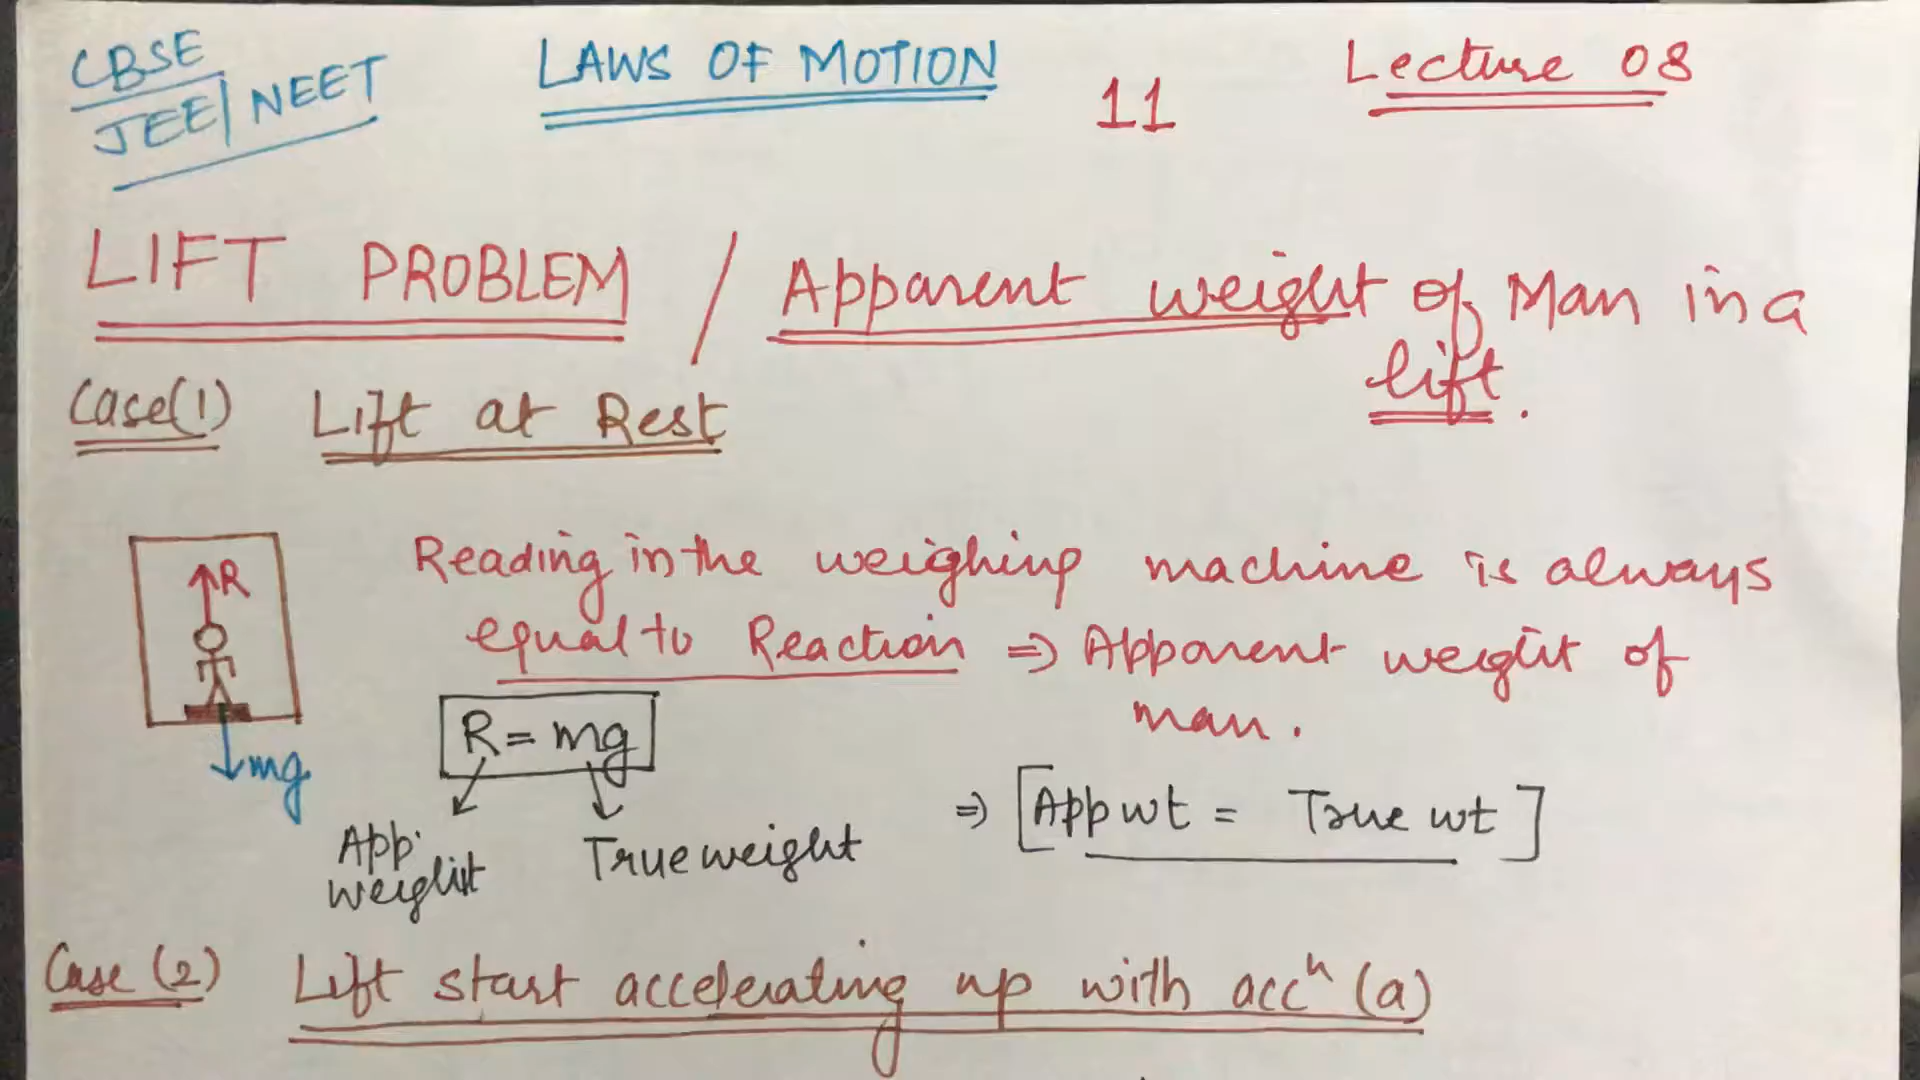 CBSE
JEE/NEET
LAWS OF MOTION
11
Lecture 08
LIFT PROBLEM / Apparent weight of Man in a
lift.
Case(1) Lift at Rest
R
mg
Reading in the weighing machine is always
equal to Reaction ⇒ Apparent weight of
man.
R = mg
App. weight
True weight
⇒ [App wt = True wt]
Case (2) Lift start accelerating up with accⁿ (a)